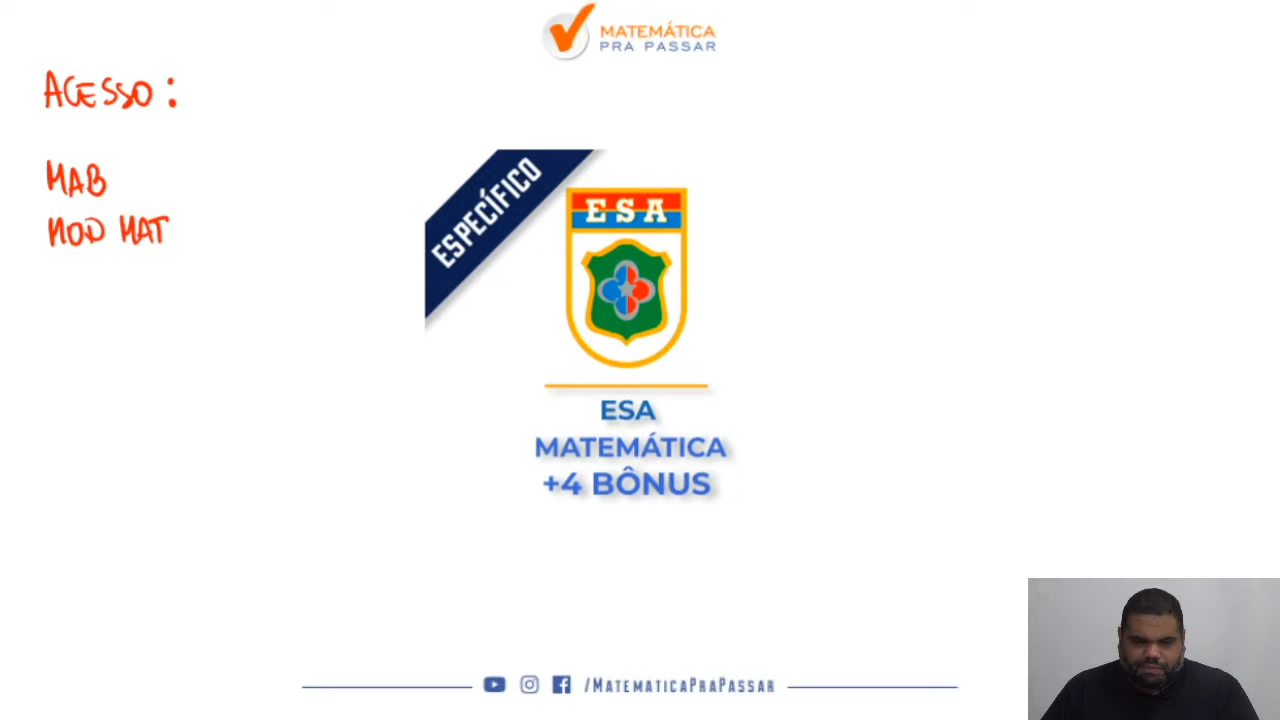 MATEMÁTICA
PRA PASSAR
ACESSO:
MAB
MOD MAT
ESPECÍFICO
ESA
ESA
MATEMÁTICA
+4 BÔNUS
/MATEMATICAPRAPASSAR